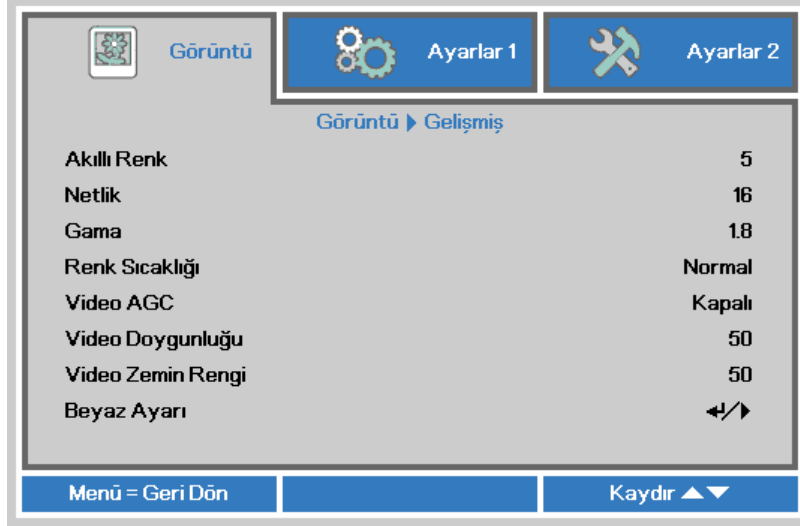 Görüntü Ayarlar 1 Ayarlar 2
Görüntü ▶ Gelişmiş
Akıllı Renk 5
Netlik 16
Gama 1.8
Renk Sıcaklığı Normal
Video AGC Kapalı
Video Doygunluğu 50
Video Zemin Rengi 50
Beyaz Ayarı ↵/▶
Menü = Geri Dön Kaydır ▲▼